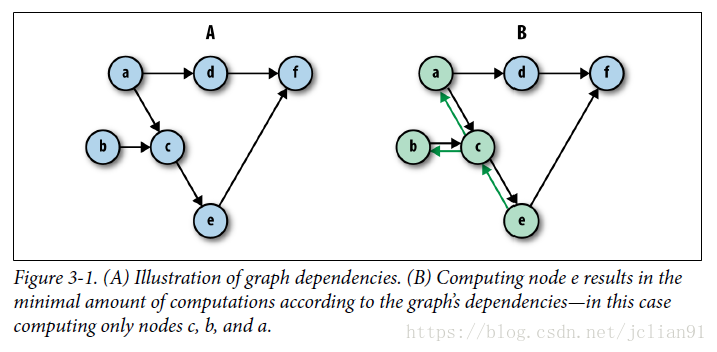 A
B
a
d
f
a
d
f
b
c
b
c
e
e
Figure 3-1. (A) Illustration of graph dependencies. (B) Computing node e results in the
minimal amount of computations according to the graph’s dependencies—in this case
computing only nodes c, b, and a.
https://blog.csdn.net/jclian91